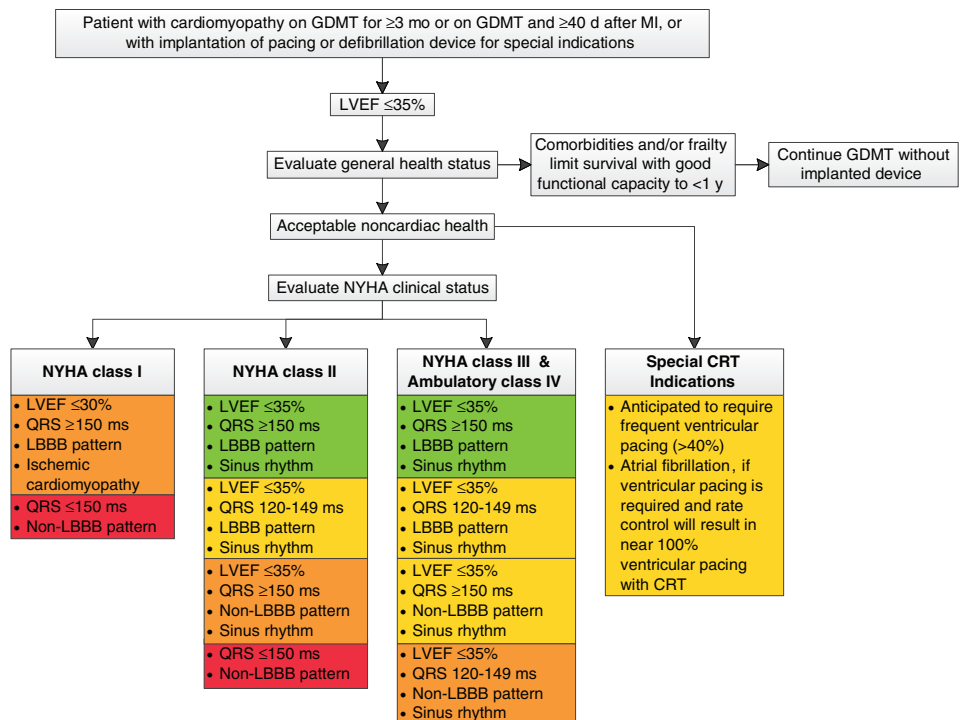 Patient with cardiomyopathy on GDMT for ≥3 mo or on GDMT and ≥40 d after MI, or
with implantation of pacing or defibrillation device for special indications
LVEF ≤35%
Evaluate general health status
Comorbidities and/or frailty
limit survival with good
functional capacity to <1 y
Continue GDMT without
implanted device
Acceptable noncardiac health
Evaluate NYHA clinical status
NYHA class I
• LVEF ≤30%
• QRS ≥150 ms
• LBBB pattern
• Ischemic
cardiomyopathy
• QRS ≤150 ms
• Non-LBBB pattern
NYHA class II
• LVEF ≤35%
• QRS ≥150 ms
• LBBB pattern
• Sinus rhythm
• LVEF ≤35%
• QRS 120-149 ms
• LBBB pattern
• Sinus rhythm
• LVEF ≤35%
• QRS ≥150 ms
• Non-LBBB pattern
• Sinus rhythm
• QRS ≤150 ms
• Non-LBBB pattern
NYHA class III &
Ambulatory class IV
• LVEF ≤35%
• QRS ≥150 ms
• LBBB pattern
• Sinus rhythm
• LVEF ≤35%
• QRS 120-149 ms
• LBBB pattern
• Sinus rhythm
• LVEF ≤35%
• QRS ≥150 ms
• Non-LBBB pattern
• Sinus rhythm
• LVEF ≤35%
• QRS 120-149 ms
• Non-LBBB pattern
• Sinus rhythm
Special CRT
Indications
• Anticipated to require
frequent ventricular
pacing (>40%)
• Atrial fibrillation, if
ventricular pacing is
required and rate
control will result in
near 100%
ventricular pacing
with CRT